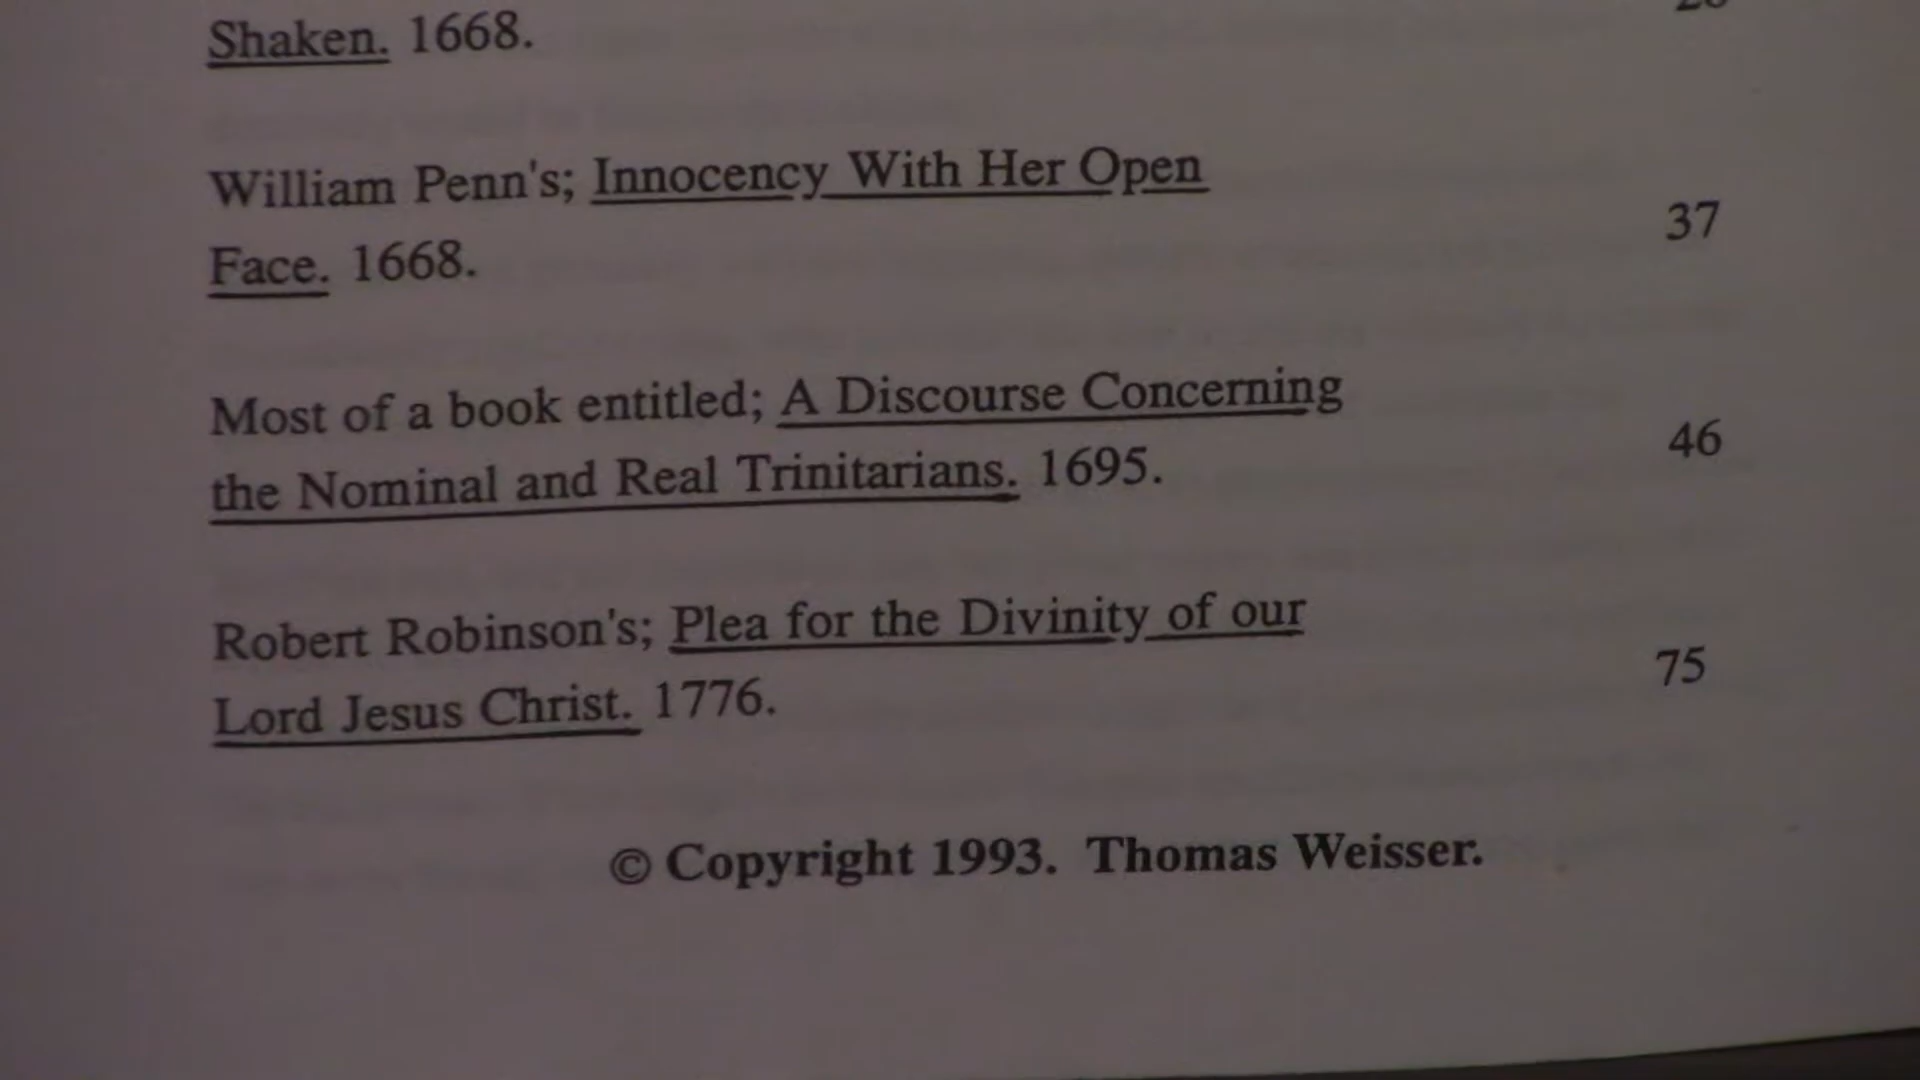 Shaken. 1668.
William Penn's; Innocency With Her Open
Face. 1668.
37
Most of a book entitled; A Discourse Concerning
the Nominal and Real Trinitarians. 1695.
46
Robert Robinson's; Plea for the Divinity of our
Lord Jesus Christ. 1776.
75
© Copyright 1993. Thomas Weisser.